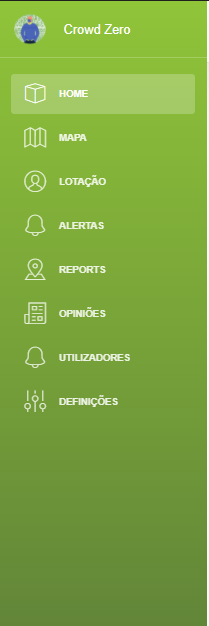 Crowd Zero
HOME
MAPA
LOTAÇÃO
ALERTAS
REPORTS
OPINIÕES
UTILIZADORES
DEFINIÇÕES